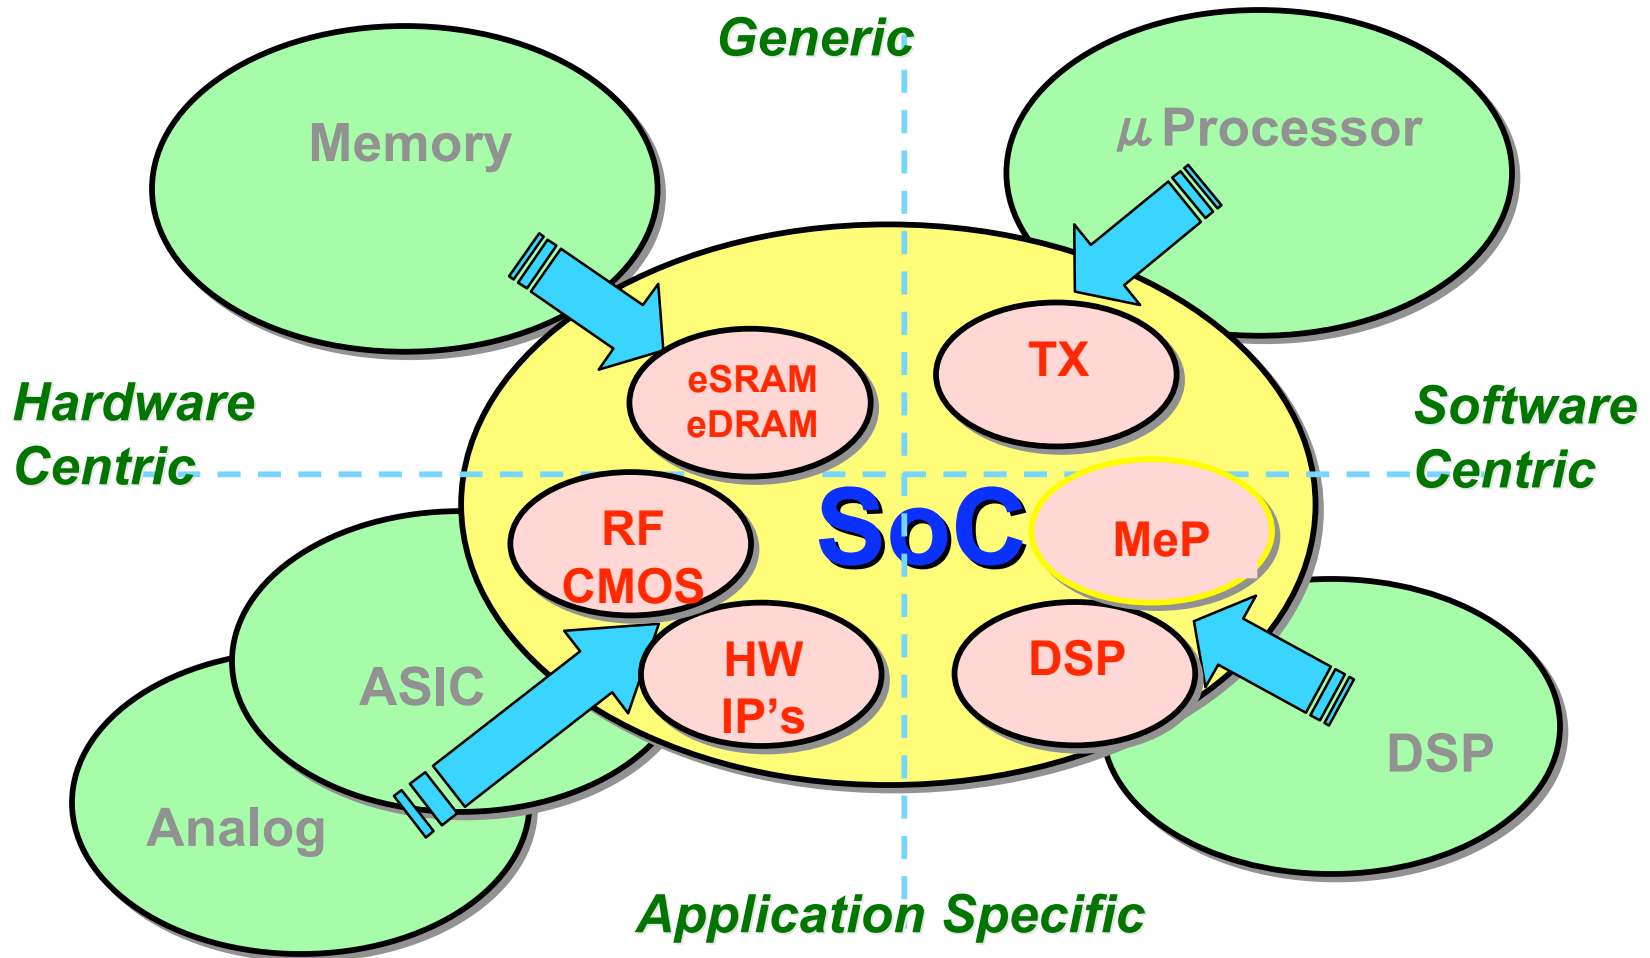 Generic
Memory
μ Processor
TX
eSRAM
eDRAM
Hardware
Centric
Software
Centric
SoC
RF
CMOS
MeP
ASIC
HW
IP's
DSP
DSP
Analog
Application Specific